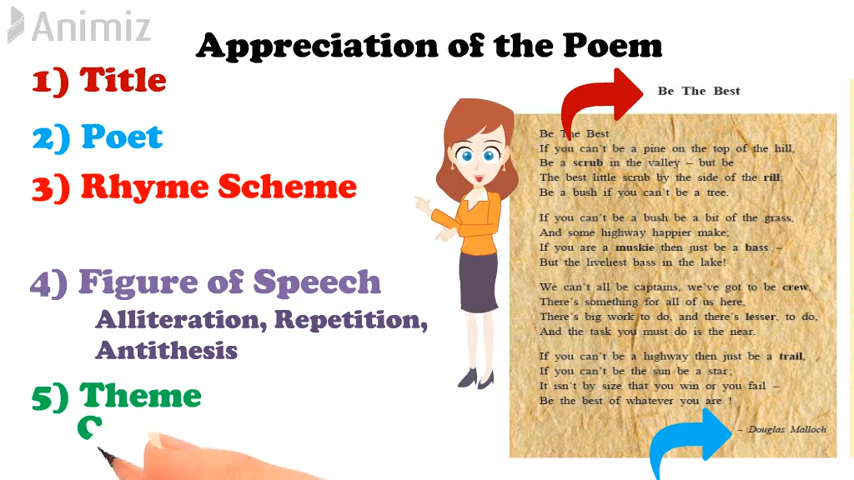 Animiz
Appreciation of the Poem
1) Title
2) Poet
3) Rhyme Scheme
4) Figure of Speech
Alliteration, Repetition,
Antithesis
5) Theme
Be The Best
Be The Best
If you can't be a pine on the top of the hill,
Be a scrub in the valley – but be
The best little scrub by the side of the rill;
Be a bush if you can't be a tree.
If you can't be a bush be a bit of the grass,
And some highway happier make;
If you are a muskie then just be a bass –
But the liveliest bass in the lake!
We can't all be captains, we've got to be crew,
There's something for all of us here,
There's big work to do, and there's lesser, to do,
And the task you must do is the near.
If you can't be a highway then just be a trail,
If you can't be the sun be a star;
It isn't by size that you win or you fail –
Be the best of whatever you are !
– Douglas Malloch